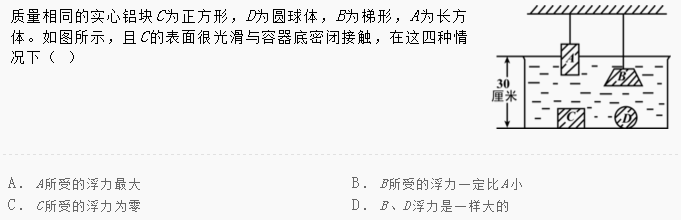 质量相同的实心铝块C为正方形，D为圆球体，B为梯形，A为长方
体。如图所示，且C的表面很光滑与容器底密闭接触，在这四种情
况下（ ）
A
B
30
厘米
C
D
A. A所受的浮力最大
B. B所受的浮力一定比A小
C. C所受的浮力为零
D. B、D浮力是一样大的